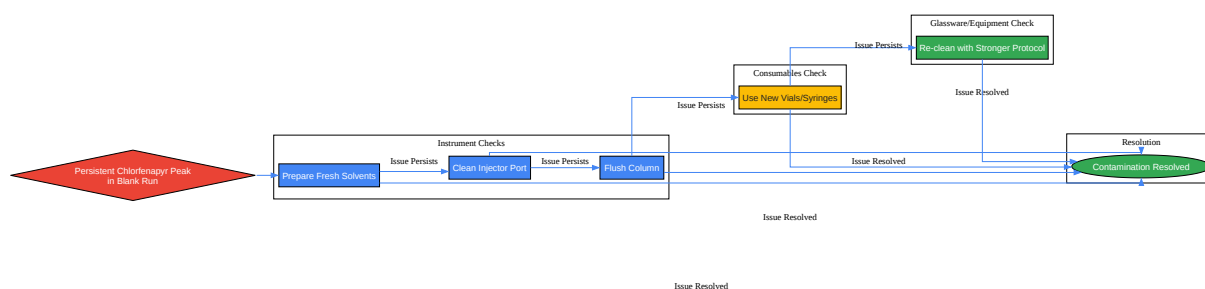 Glassware/Equipment Check
Issue Persists
Re-clean with Stronger Protocol
Consumables Check
Issue Persists
Use New Vials/Syringes
Issue Resolved
Instrument Checks
Resolution
Persistent Chlorfenapyr Peak
in Blank Run
Prepare Fresh Solvents
Issue Persists
Clean Injector Port
Issue Persists
Flush Column
Issue Resolved
Contamination Resolved
Issue Resolved
Issue Resolved